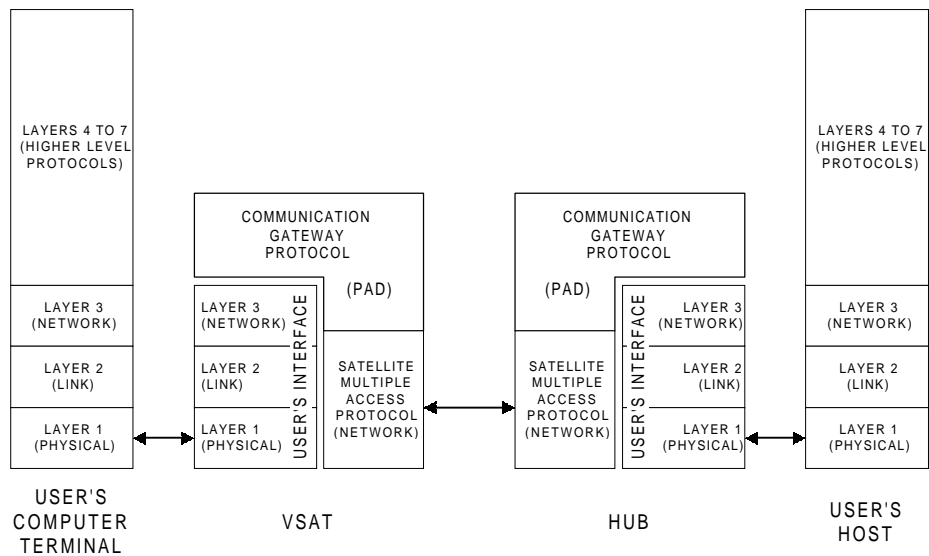 LAYERS 4 TO 7
(HIGHER LEVEL
PROTOCOLS)
LAYER 3
(NETWORK)
LAYER 2
(LINK)
LAYER 1
(PHYSICAL)
USER'S
COMPUTER
TERMINAL
COMMUNICATION
GATEWAY
PROTOCOL
(PAD)
LAYER 3
(NETWORK)
LAYER 2
(LINK)
LAYER 1
(PHYSICAL)
USER'S INTERFACE
SATELLITE
MULTIPLE
ACCESS
PROTOCOL
(NETWORK)
VSAT
COMMUNICATION
GATEWAY
PROTOCOL
(PAD)
SATELLITE
MULTIPLE
ACCESS
PROTOCOL
(NETWORK)
USER'S INTERFACE
LAYER 3
(NETWORK)
LAYER 2
(LINK)
LAYER 1
(PHYSICAL)
HUB
LAYERS 4 TO 7
(HIGHER LEVEL
PROTOCOLS)
LAYER 3
(NETWORK)
LAYER 2
(LINK)
LAYER 1
(PHYSICAL)
USER'S
HOST